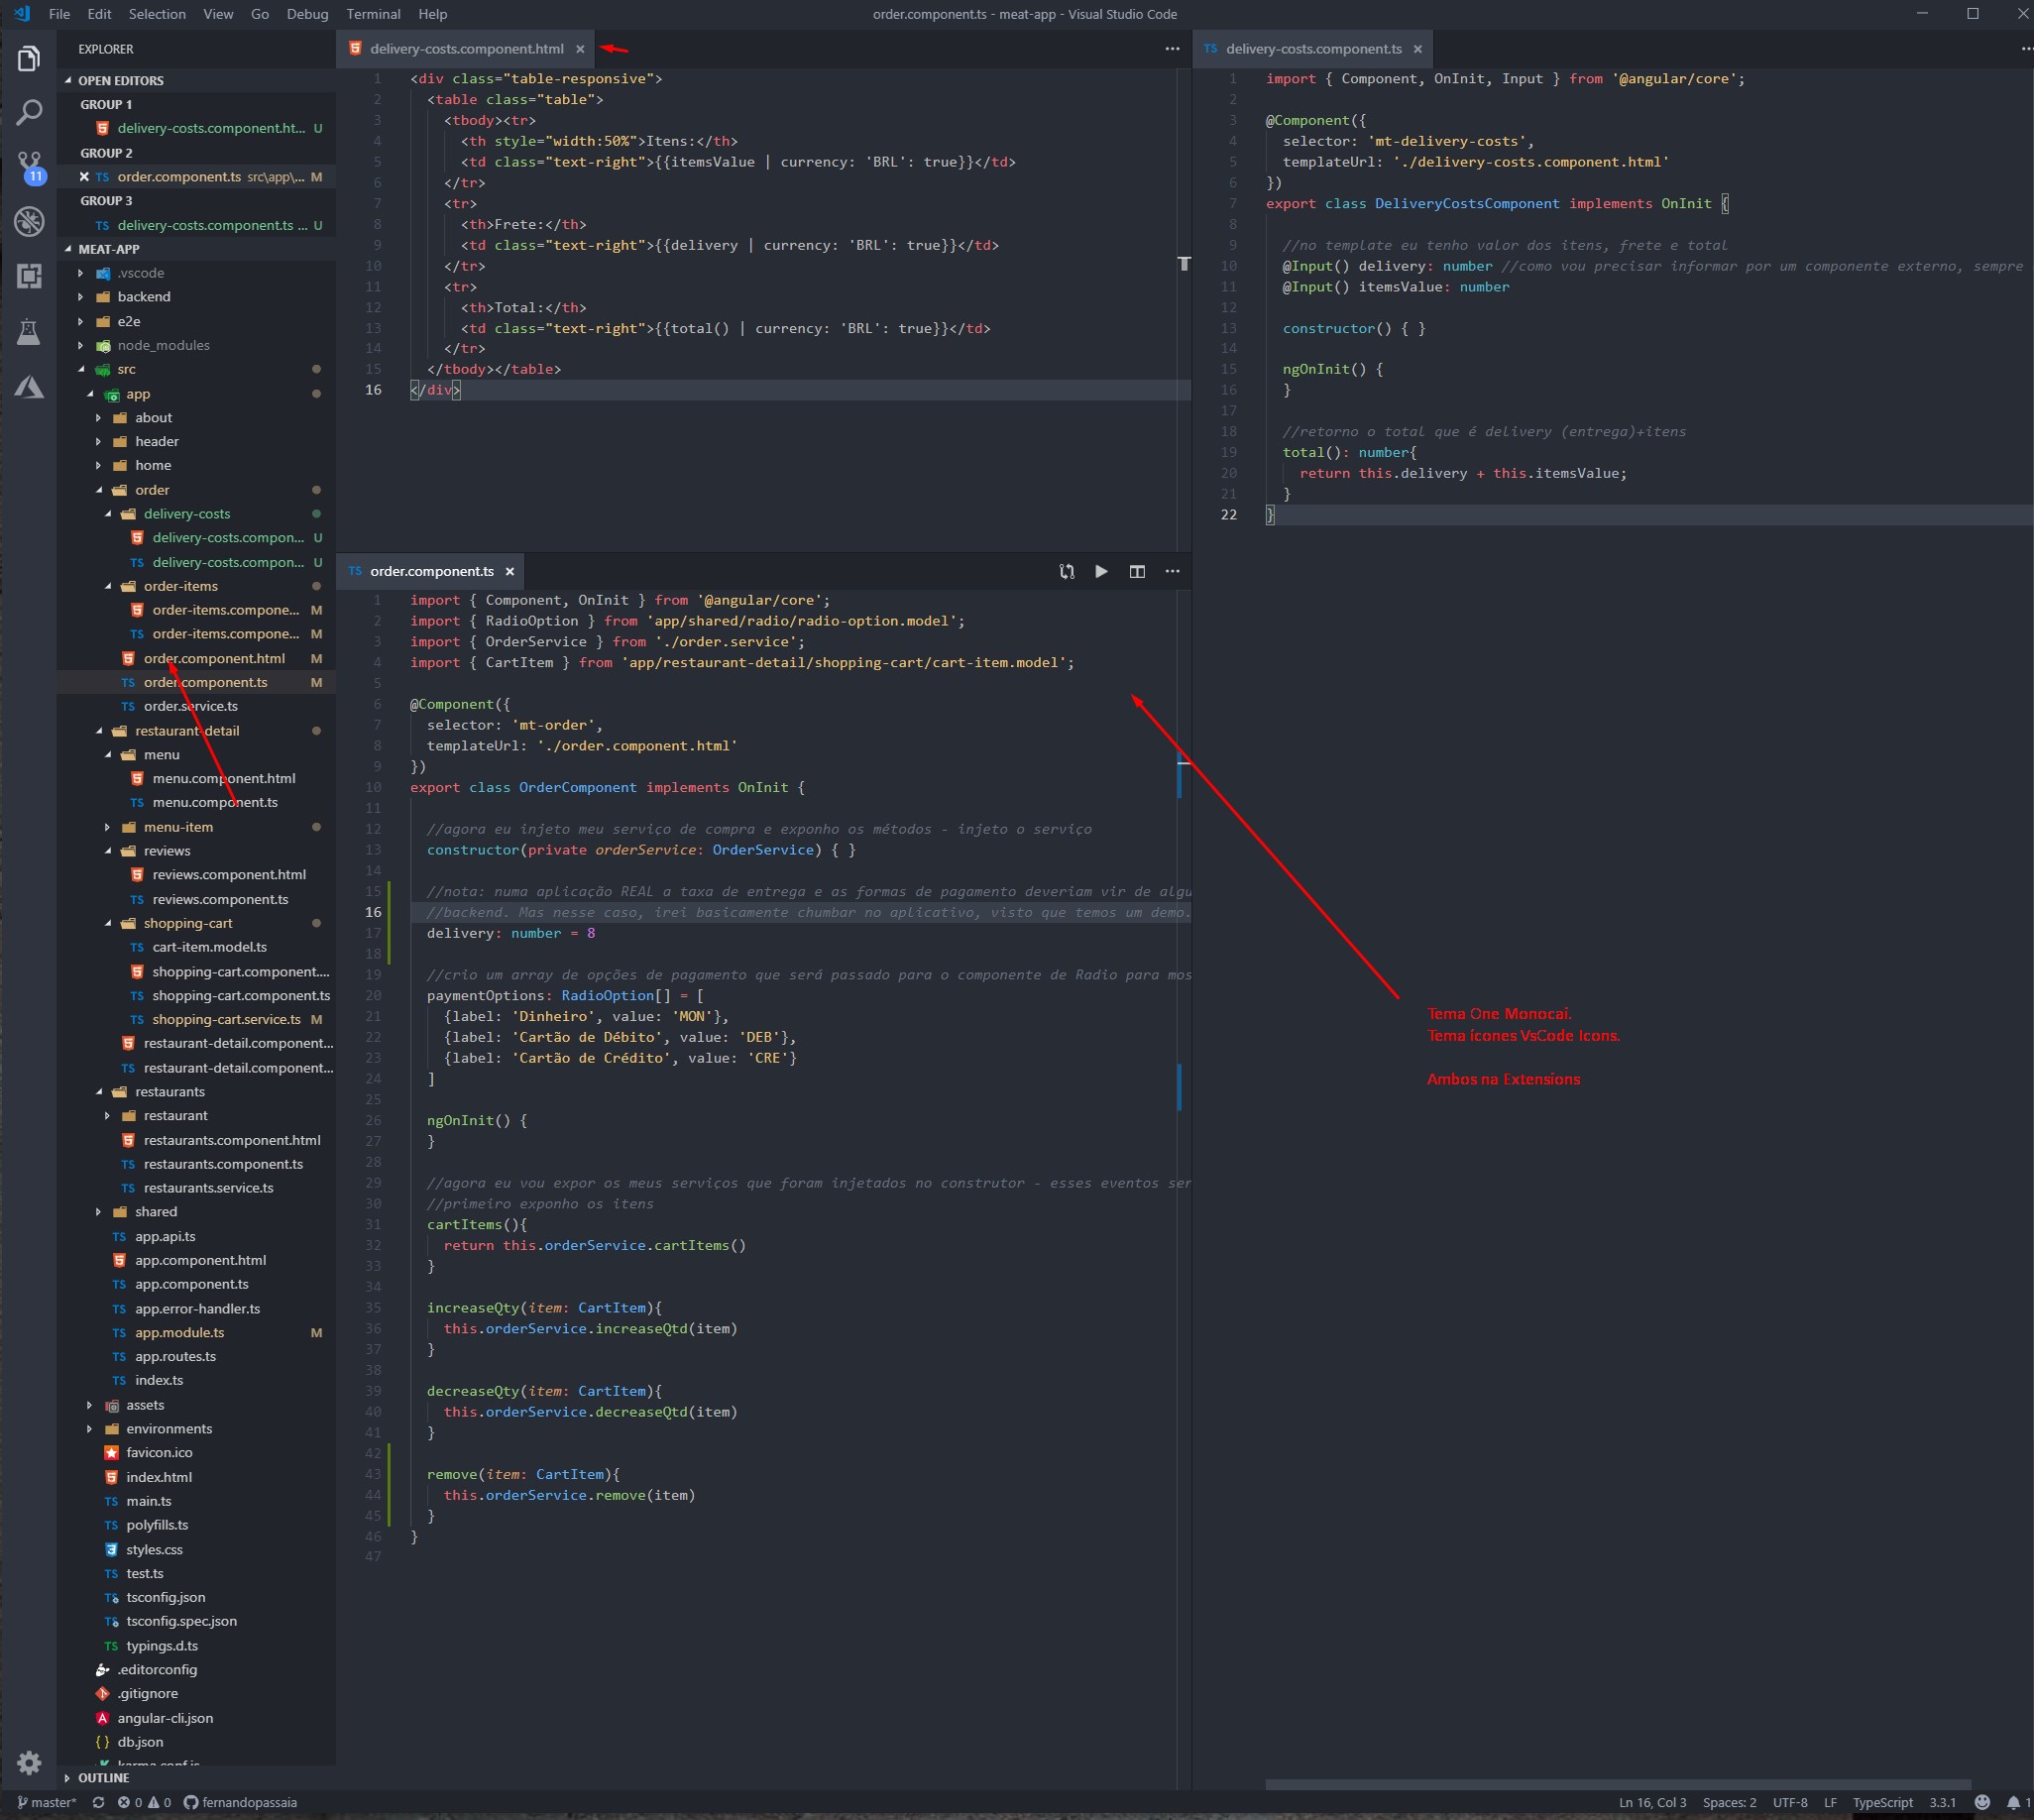 File Edit Selection View Go Debug Terminal Help
order.component.ts - meat-app - Visual Studio Code
EXPLORER
OPEN EDITORS
GROUP 1
delivery-costs.component.ht... U
GROUP 2
order.component.ts src\app\... M
GROUP 3
delivery-costs.component.ts ... U
MEAT-APP
.vscode
backend
e2e
node_modules
src
app
about
header
home
order
delivery-costs
delivery-costs.compon... U
delivery-costs.compon... U
order-items
order-items.compone... M
order-items.compone... M
order.component.html M
order.component.ts M
order.service.ts
restaurant-detail
menu
menu.component.html
menu.component.ts
menu-item
reviews
reviews.component.html
reviews.component.ts
shopping-cart
cart-item.model.ts
shopping-cart.component....
shopping-cart.component.ts
shopping-cart.service.ts M
restaurant-detail.component...
restaurant-detail.component...
restaurants
restaurant
restaurants.component.html
restaurants.component.ts
restaurants.service.ts
shared
app.api.ts
app.component.html
app.component.ts
app.error-handler.ts
app.module.ts M
app.routes.ts
index.ts
assets
environments
favicon.ico
index.html
main.ts
polyfills.ts
styles.css
test.ts
tsconfig.json
tsconfig.spec.json
typings.d.ts
.editorconfig
.gitignore
angular-cli.json
db.json
OUTLINE
11
delivery-costs.component.html
1 <div class="table-responsive">
2 <table class="table">
3 <tbody><tr>
4 <th style="width:50%">Itens:</th>
5 <td class="text-right">{{itemsValue | currency: 'BRL': true}}</td>
6 </tr>
7 <tr>
8 <th>Frete:</th>
9 <td class="text-right">{{delivery | currency: 'BRL': true}}</td>
10 </tr>
11 <tr>
12 <th>Total:</th>
13 <td class="text-right">{{total() | currency: 'BRL': true}}</td>
14 </tr>
15 </tbody></table>
16 </div>
TS order.component.ts
1 import { Component, OnInit } from '@angular/core';
2 import { RadioOption } from 'app/shared/radio/radio-option.model';
3 import { OrderService } from './order.service';
4 import { CartItem } from 'app/restaurant-detail/shopping-cart/cart-item.model';
5
6 @Component({
7 selector: 'mt-order',
8 templateUrl: './order.component.html'
9 })
10 export class OrderComponent implements OnInit {
11
12 //agora eu injeto meu serviço de compra e exponho os métodos - injeto o serviço
13 constructor(private orderService: OrderService) { }
14
15 //nota: numa aplicação REAL a taxa de entrega e as formas de pagamento deveriam vir de algu
16 //backend. Mas nesse caso, irei basicamente chumbar no aplicativo, visto que temos um demo.
17 delivery: number = 8
18
19 //crio um array de opções de pagamento que será passado para o componente de Radio para mos
20 paymentOptions: RadioOption[] = [
21 {label: 'Dinheiro', value: 'MON'},
22 {label: 'Cartão de Débito', value: 'DEB'},
23 {label: 'Cartão de Crédito', value: 'CRE'}
24 ]
25
26 ngOnInit() {
27 }
28
29 //agora eu vou expor os meus serviços que foram injetados no construtor - esses eventos ser
30 //primeiro exponho os itens
31 cartItems(){
32 return this.orderService.cartItems()
33 }
34
35 increaseQty(item: CartItem){
36 this.orderService.increaseQtd(item)
37 }
38
39 decreaseQty(item: CartItem){
40 this.orderService.decreaseQtd(item)
41 }
42
43 remove(item: CartItem){
44 this.orderService.remove(item)
45 }
46 }
47
TS delivery-costs.component.ts
1 import { Component, OnInit, Input } from '@angular/core';
2
3 @Component({
4 selector: 'mt-delivery-costs',
5 templateUrl: './delivery-costs.component.html'
6 })
7 export class DeliveryCostsComponent implements OnInit {
8
9 //no template eu tenho valor dos itens, frete e total
10 @Input() delivery: number //como vou precisar informar por um componente externo, sempre
11 @Input() itemsValue: number
12
13 constructor() { }
14
15 ngOnInit() {
16 }
17
18 //retorno o total que é delivery (entrega)+itens
19 total(): number{
20 return this.delivery + this.itemsValue;
21 }
22 }
Tema One Monocai.
Tema ícones VsCode Icons.
Ambos na Extensions
master* 0 0 fernandopassaia
Ln 16, Col 3 Spaces: 2 UTF-8 LF TypeScript 3.3.1 1